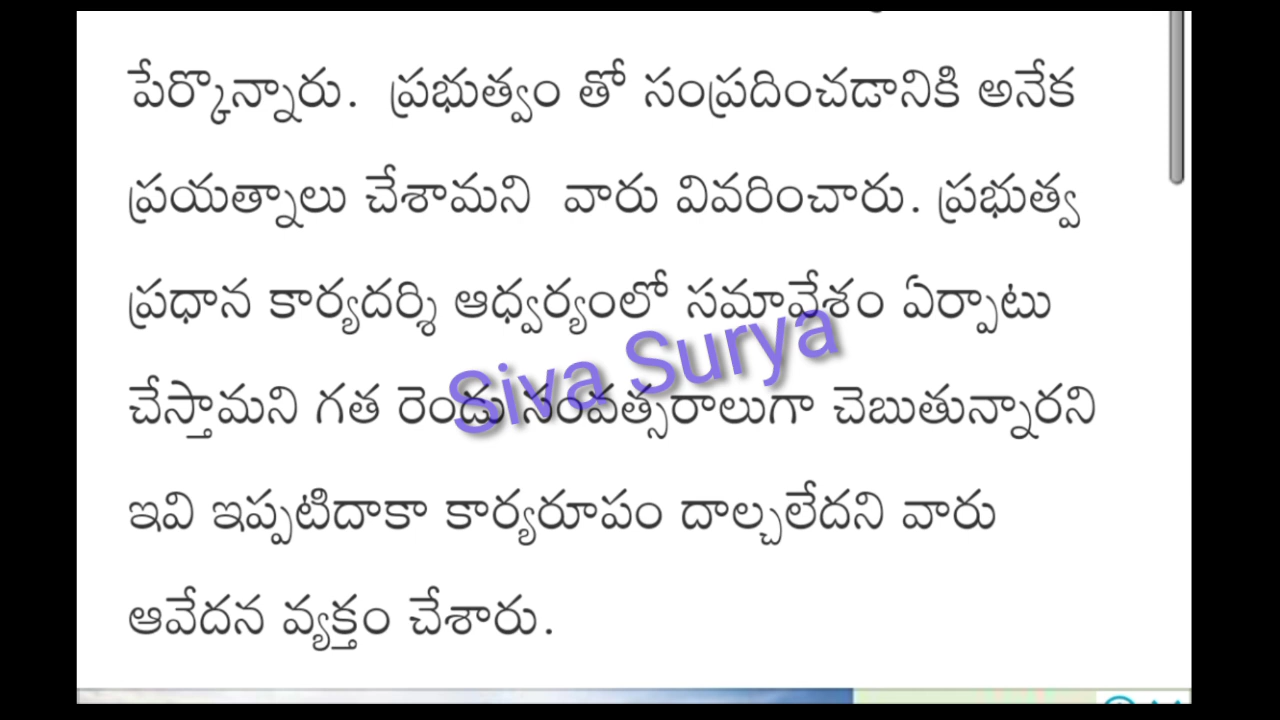 పేర్కొన్నారు. ప్రభుత్వం తో సంప్రదించడానికి అనేక
ప్రయత్నాలు చేశామని వారు వివరించారు. ప్రభుత్వ
ప్రధాన కార్యదర్శి ఆధ్వర్యంలో సమావేశం ఏర్పాటు
Siva Surya
చేస్తామని గత రెండు సంవత్సరాలుగా చెబుతున్నారని
ఇవి ఇప్పటిదాకా కార్యరూపం దాల్చలేదని వారు
ఆవేదన వ్యక్తం చేశారు.